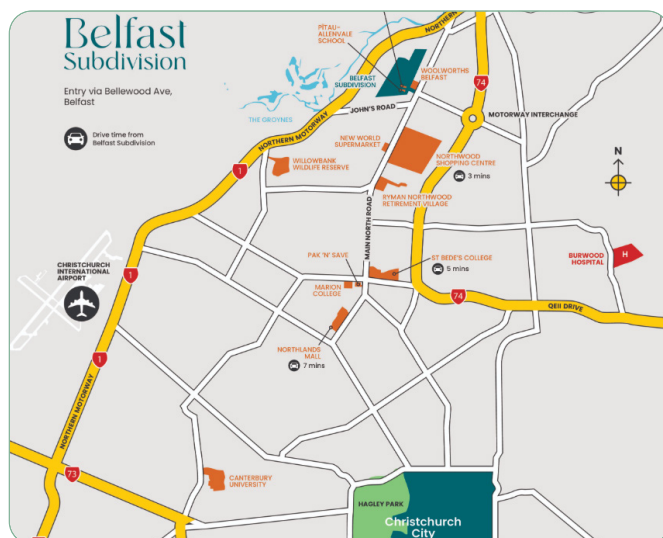 Belfast
Subdivision
Entry via Bellewood Ave,
Belfast
Drive time from
Belfast Subdivision
PĪTAU-
ALLENVALE
SCHOOL
NORTHERN
BELFAST
SUBDIVISION
WOOLWORTHS
BELFAST
74
THE GROYNES
JOHN'S ROAD
MOTORWAY INTERCHANGE
NORTHERN MOTORWAY
NEW WORLD
SUPERMARKET
1
WILLOWBANK
WILDLIFE RESERVE
NORTHWOOD
SHOPPING CENTRE
3 mins
N
RYMAN NORTHWOOD
RETIREMENT VILLAGE
MAIN NORTH ROAD
CHRISTCHURCH
INTERNATIONAL
AIRPORT
1
PAK 'N' SAVE
ST BEDE'S COLLEGE
5 mins
BURWOOD
HOSPITAL
H
MARION
COLLEGE
74
QEII DRIVE
NORTHLANDS
MALL
7 mins
1
NORTHERN MOTORWAY
73
CANTERBURY
UNIVERSITY
HAGLEY PARK
Christchurch
City